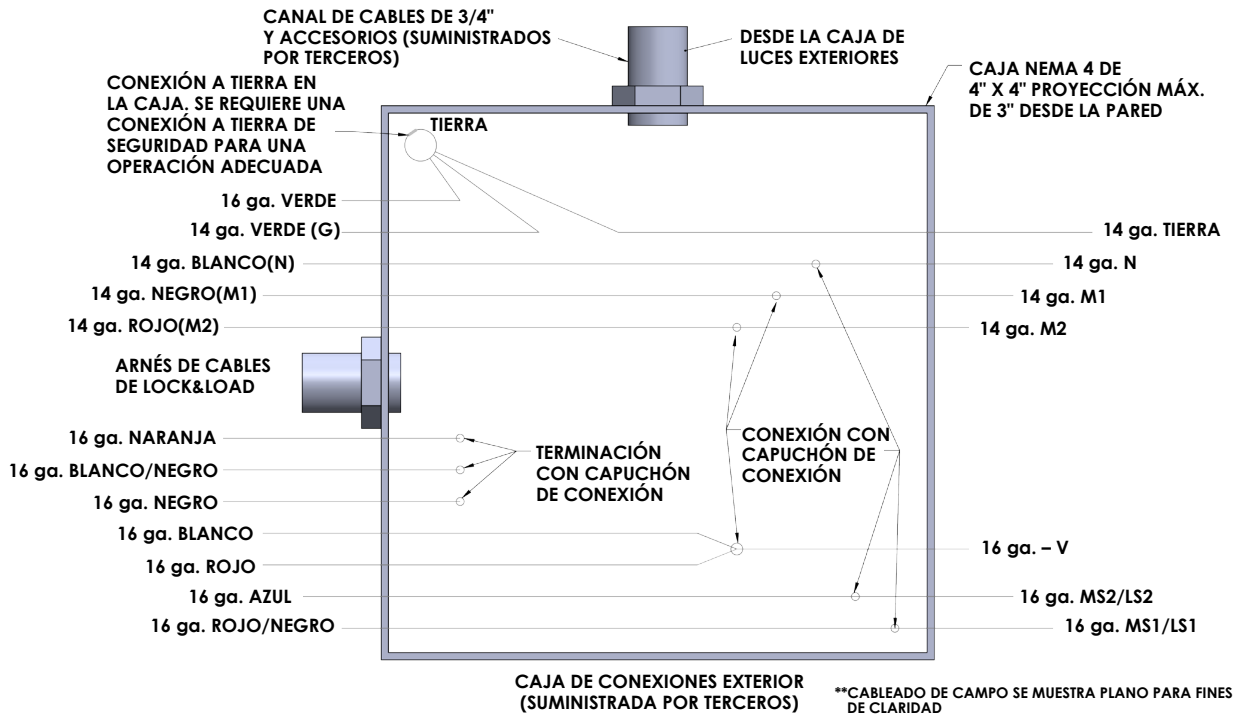 CANAL DE CABLES DE 3/4"
Y ACCESORIOS (SUMINISTRADOS
POR TERCEROS)
DESDE LA CAJA DE
LUCES EXTERIORES
CAJA NEMA 4 DE
4" X 4" PROYECCIÓN MÁX.
DE 3" DESDE LA PARED
CONEXIÓN A TIERRA EN
LA CAJA. SE REQUIERE UNA
CONEXIÓN A TIERRA DE
SEGURIDAD PARA UNA
OPERACIÓN ADECUADA
TIERRA
16 ga. VERDE
14 ga. VERDE (G)
14 ga. TIERRA
14 ga. BLANCO(N)
14 ga. N
14 ga. NEGRO(M1)
14 ga. M1
14 ga. ROJO(M2)
14 ga. M2
ARNÉS DE CABLES
DE LOCK&LOAD
16 ga. NARANJA
16 ga. BLANCO/NEGRO
16 ga. NEGRO
TERMINACIÓN
CON CAPUCHÓN
DE CONEXIÓN
CONEXIÓN CON
CAPUCHÓN DE
CONEXIÓN
16 ga. BLANCO
16 ga. ROJO
16 ga. – V
16 ga. AZUL
16 ga. MS2/LS2
16 ga. ROJO/NEGRO
16 ga. MS1/LS1
CAJA DE CONEXIONES EXTERIOR
(SUMINISTRADA POR TERCEROS)
**CABLEADO DE CAMPO SE MUESTRA PLANO PARA FINES
DE CLARIDAD